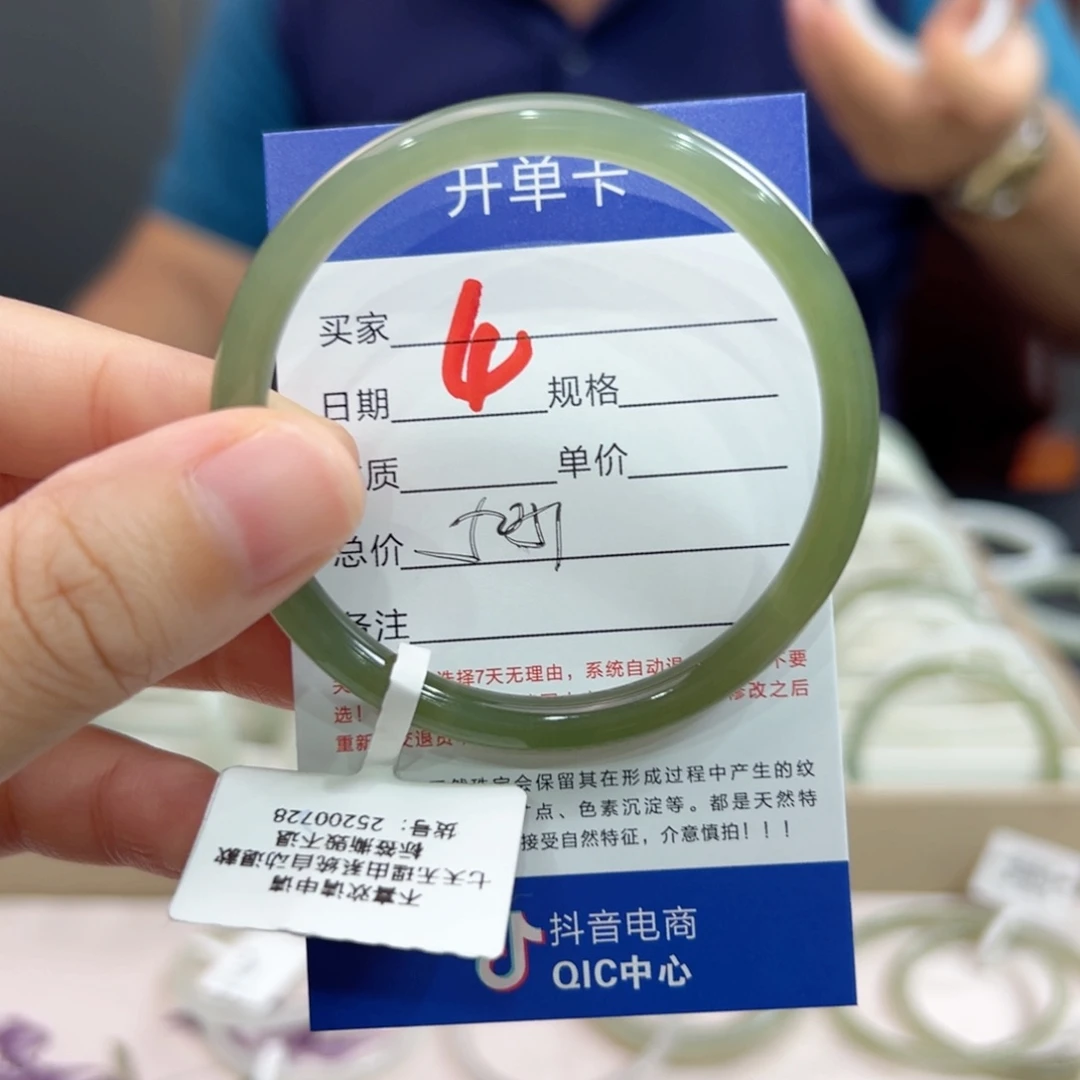 开单卡
买家
4
日期 规格
质 单价
总价
备注
选择7天无理由，系统自动退 不要
修改之后
选！
重新
会保留其在形成过程中产生的纹
点、色素沉淀等。都是天然特
接受自然特征，介意慎拍！！！
不喜欢请申请
七天无理由系统自动退款
标签撕毁不退
货号：25200728
抖音电商
QIC中心